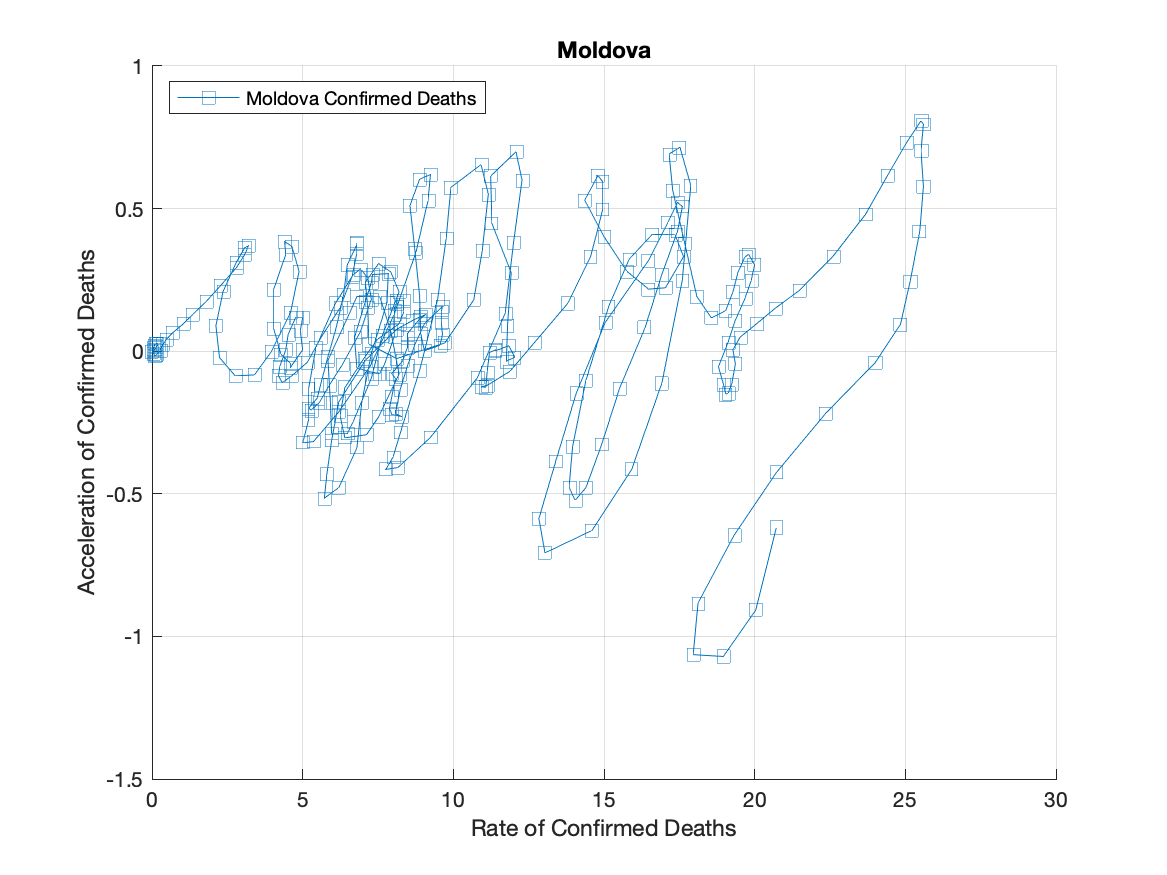 Moldova
1
Moldova Confirmed Deaths
0.5
0
-0.5
-1
-1.5
Acceleration of Confirmed Deaths
0 5 10 15 20 25 30
Rate of Confirmed Deaths